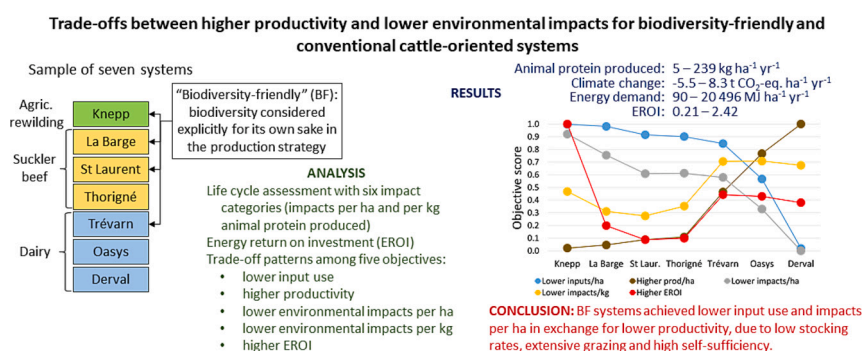 Trade-offs between higher productivity and lower environmental impacts for biodiversity-friendly and
conventional cattle-oriented systems
Sample of seven systems
Agric.
rewilding
Suckler
beef
Dairy
Knepp
La Barge
St Laurent
Thorigné
Trévarn
Oasys
Derval
“Biodiversity-friendly” (BF):
biodiversity considered
explicitly for its own sake in
the production strategy
ANALYSIS
Life cycle assessment with six impact
categories (impacts per ha and per kg
animal protein produced)
Energy return on investment (EROI)
Trade-off patterns among five objectives:
• lower input use
• higher productivity
• lower environmental impacts per ha
• lower environmental impacts per kg
• higher EROI
RESULTS
Animal protein produced: 5 – 239 kg ha⁻¹ yr⁻¹
Climate change: -5.5 – 8.3 t CO₂-eq. ha⁻¹ yr⁻¹
Energy demand: 90 – 20 496 MJ ha⁻¹ yr⁻¹
EROI: 0.21 – 2.42
Objective score
1.0
0.9
0.8
0.7
0.6
0.5
0.4
0.3
0.2
0.1
0.0
Knepp La Barge St Laur. Thorigné Trévarn Oasys Derval
Lower inputs/ha Higher prod/ha Lower impacts/ha
Lower impacts/kg Higher EROI
CONCLUSION: BF systems achieved lower input use and impacts
per ha in exchange for lower productivity, due to low stocking
rates, extensive grazing and high self-sufficiency.